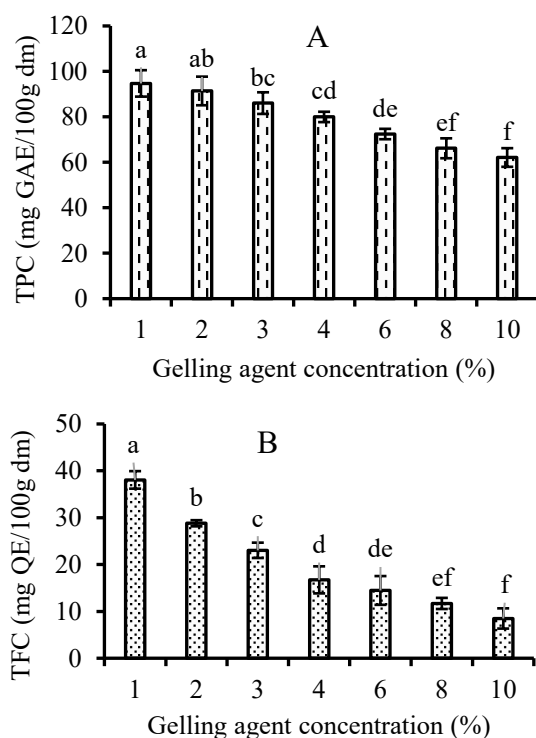 A
TPC (mg GAE/100g dm)
120
100
80
60
40
20
0
a ab bc cd de ef f
1 2 3 4 6 8 10
Gelling agent concentration (%)
B
TFC (mg QE/100g dm)
50
40
30
20
10
0
a b c d de ef f
1 2 3 4 6 8 10
Gelling agent concentration (%)